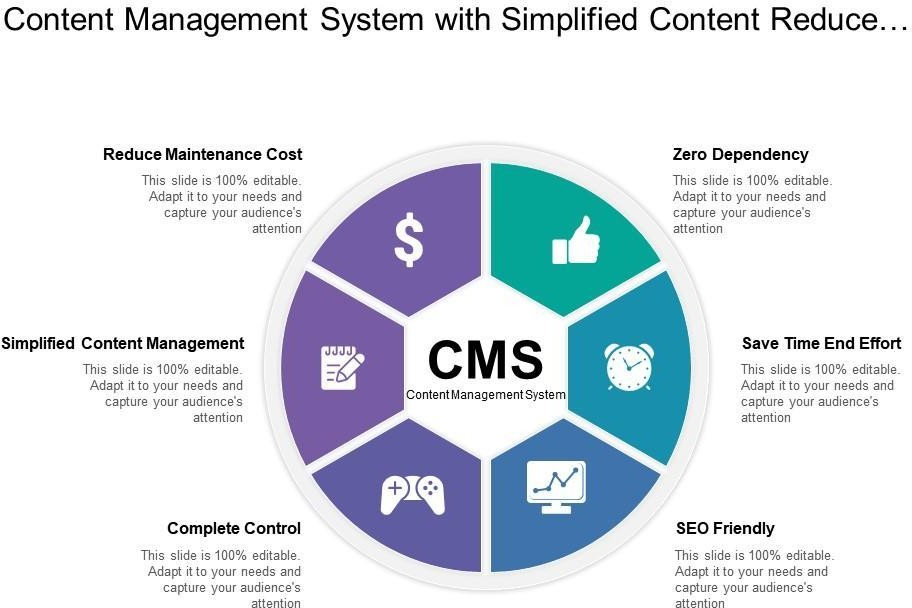 Content Management System with Simplified Content Reduce…
Reduce Maintenance Cost
This slide is 100% editable.
Adapt it to your needs and
capture your audience's
attention
Zero Dependency
This slide is 100% editable.
Adapt it to your needs and
capture your audience's
attention
Simplified Content Management
This slide is 100% editable.
Adapt it to your needs and
capture your audience's
attention
CMS
Content Management System
Save Time End Effort
This slide is 100% editable.
Adapt it to your needs and
capture your audience's
attention
Complete Control
This slide is 100% editable.
Adapt it to your needs and
capture your audience's
attention
SEO Friendly
This slide is 100% editable.
Adapt it to your needs and
capture your audience's
attention